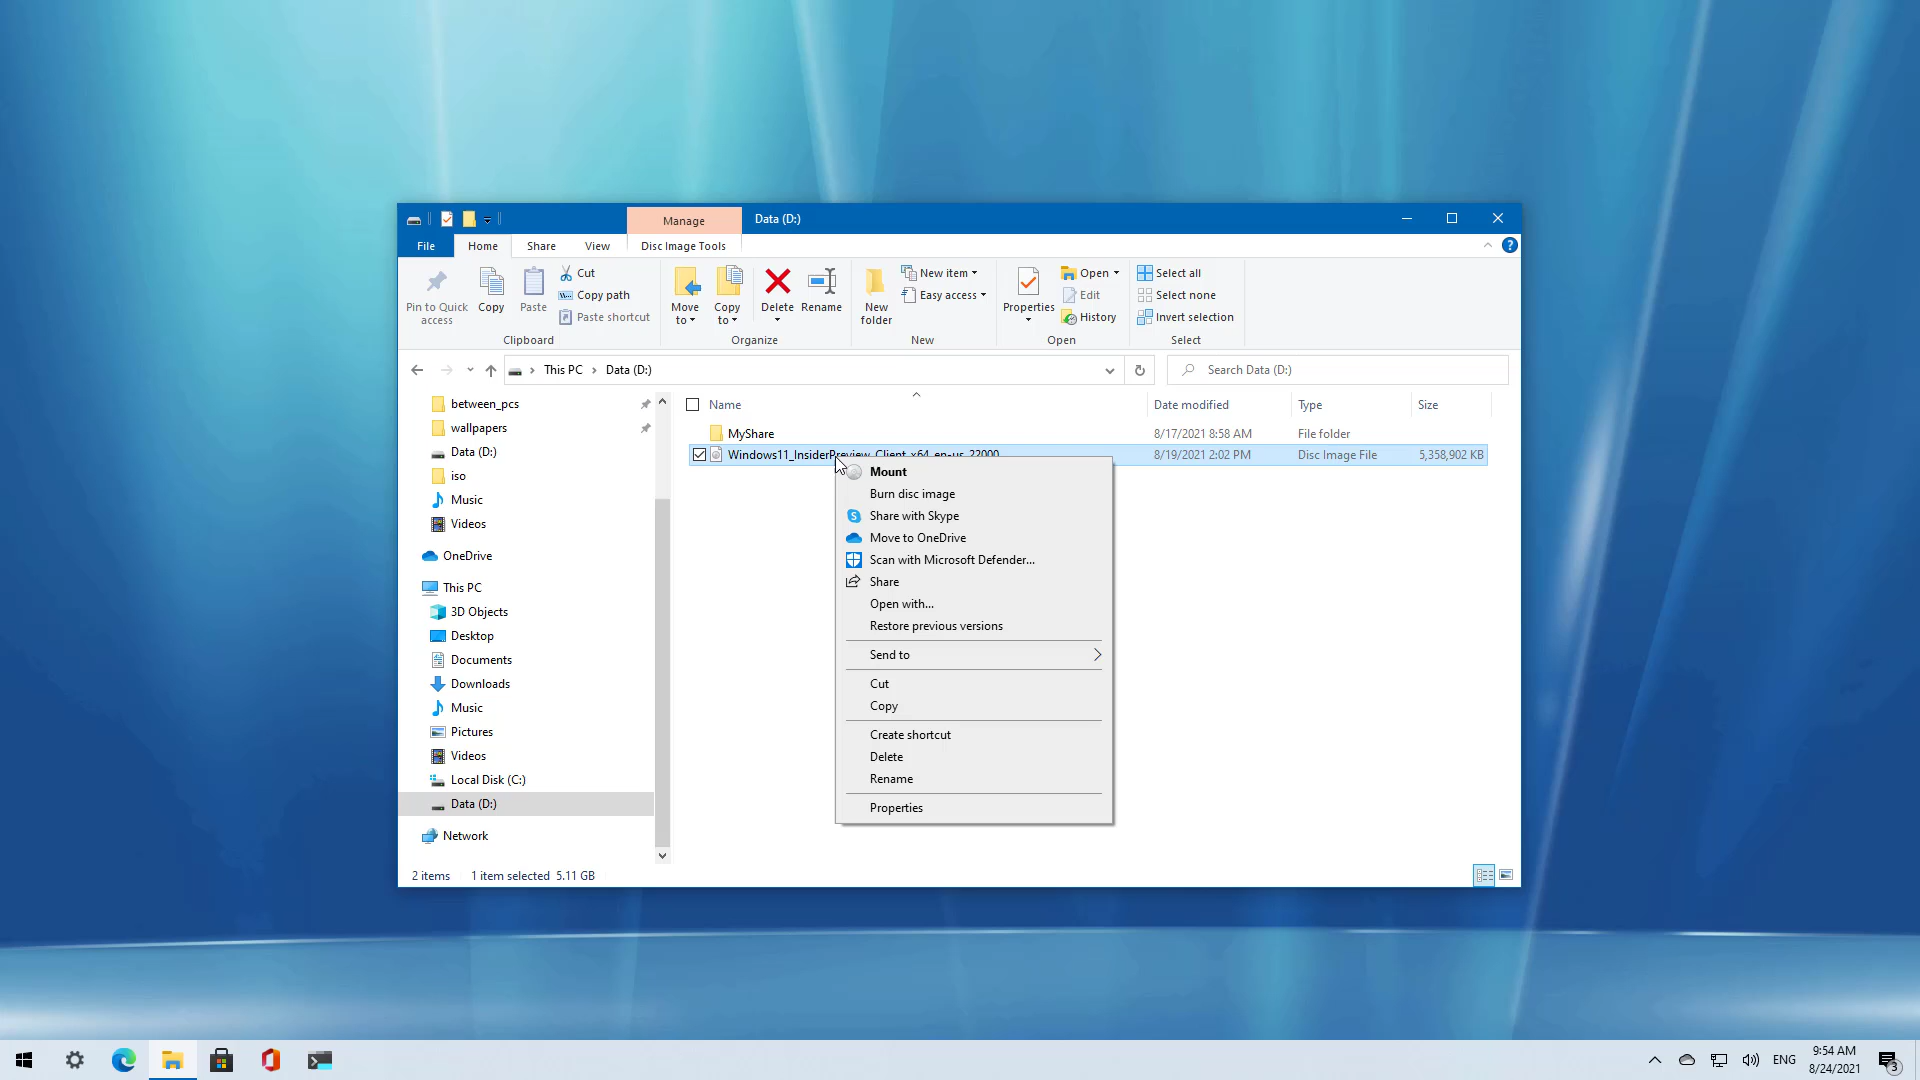 Manage
Data (D:)
File
Home
Share
View
Disc Image Tools
Pin to Quick
access
Copy
Paste
Cut
Copy path
Paste shortcut
Clipboard
Move
to
Copy
to
Delete
Rename
Organize
New
folder
New item
Easy access
New
Properties
Open
Edit
History
Open
Select all
Select none
Invert selection
Select
This PC
Data (D:)
Search Data (D:)
between_pcs
wallpapers
Data (D:)
iso
Music
Videos
OneDrive
This PC
3D Objects
Desktop
Documents
Downloads
Music
Pictures
Videos
Local Disk (C:)
Data (D:)
Network
Name
Date modified
Type
Size
MyShare
8/17/2021 8:58 AM
File folder
Windows11_InsiderPreview_Client_x64_en-us_22000
8/19/2021 2:02 PM
Disc Image File
5,358,902 KB
Mount
Burn disc image
Share with Skype
Move to OneDrive
Scan with Microsoft Defender...
Share
Open with...
Restore previous versions
Send to
Cut
Copy
Create shortcut
Delete
Rename
Properties
2 items
1 item selected 5.11 GB
ENG
9:54 AM
8/24/2021
3